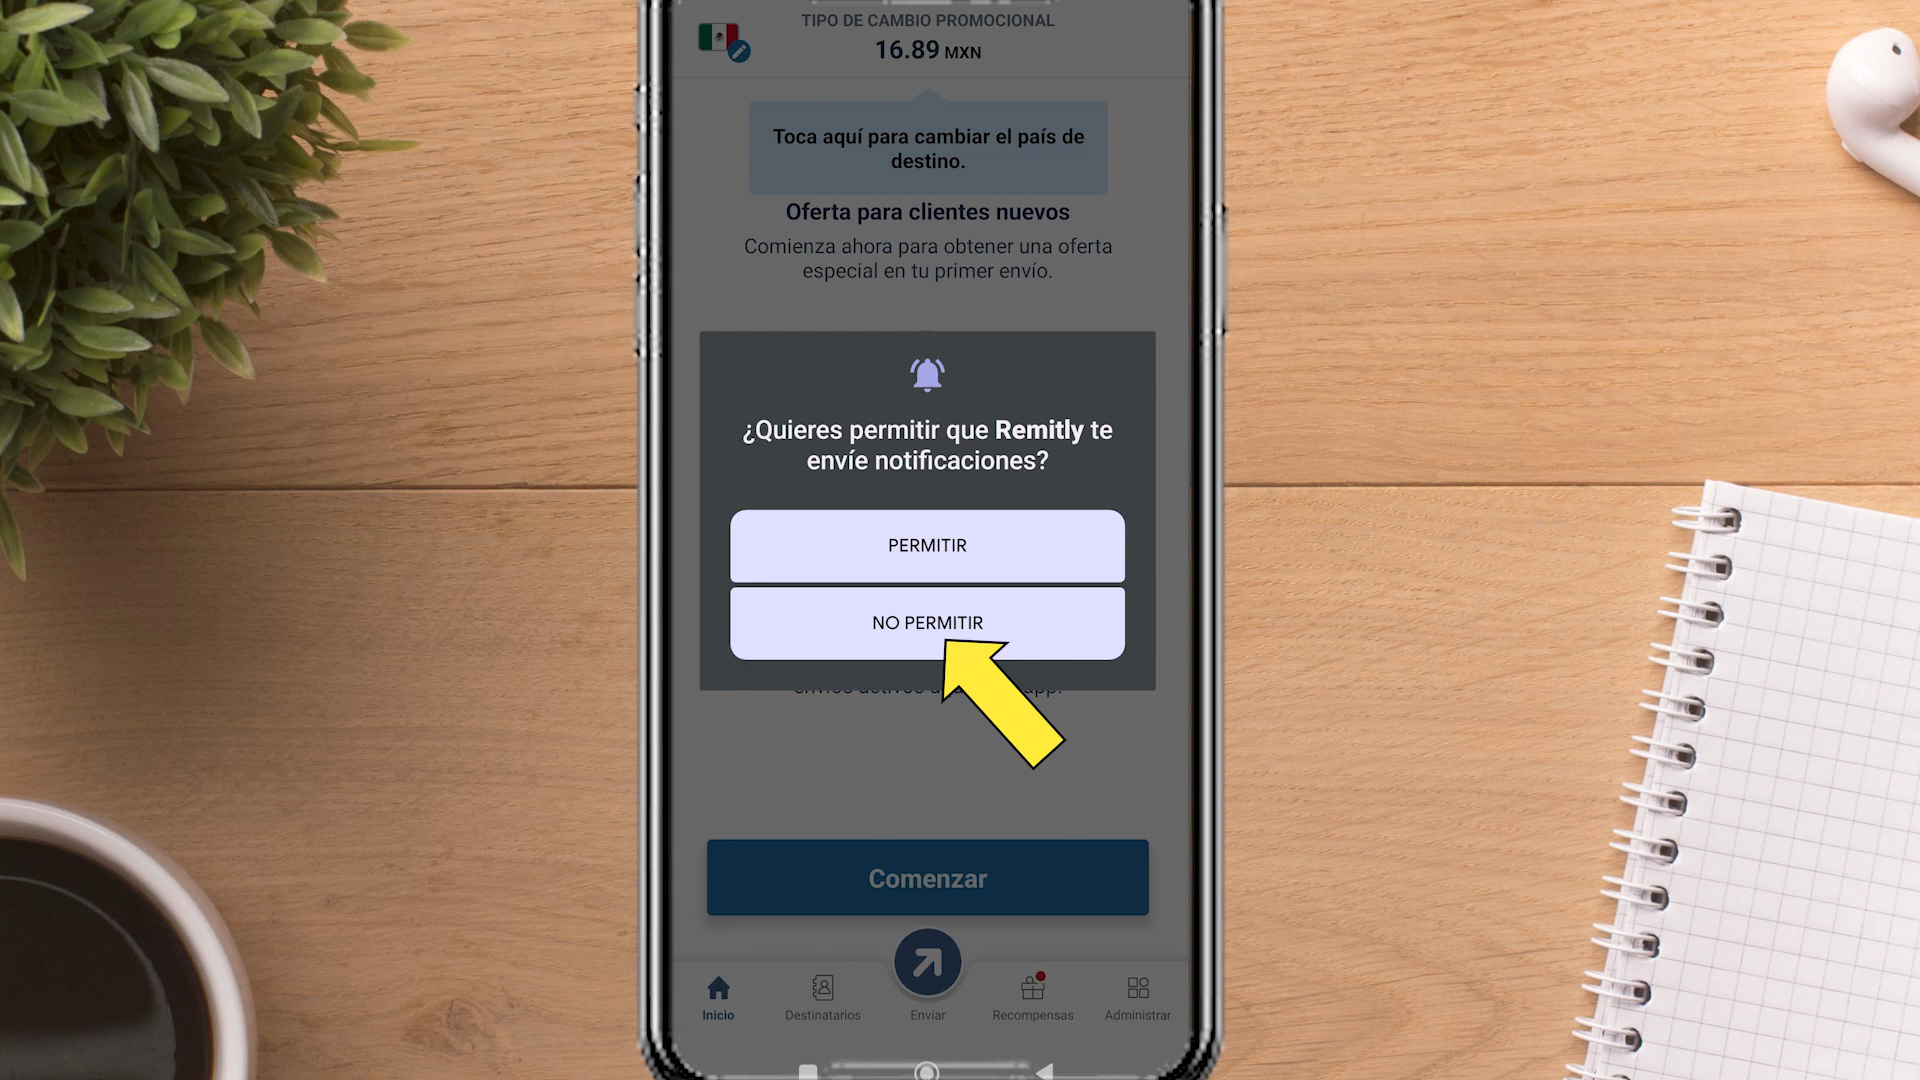 TIPO DE CAMBIO PROMOCIONAL
16.89 MXN
Toca aquí para cambiar el país de
destino.
Oferta para clientes nuevos
Comienza ahora para obtener una oferta
especial en tu primer envío.
¿Quieres permitir que Remitly te
envíe notificaciones?
PERMITIR
NO PERMITIR
Comenzar
Inicio
Destinatarios
Enviar
Recompensas
Administrar